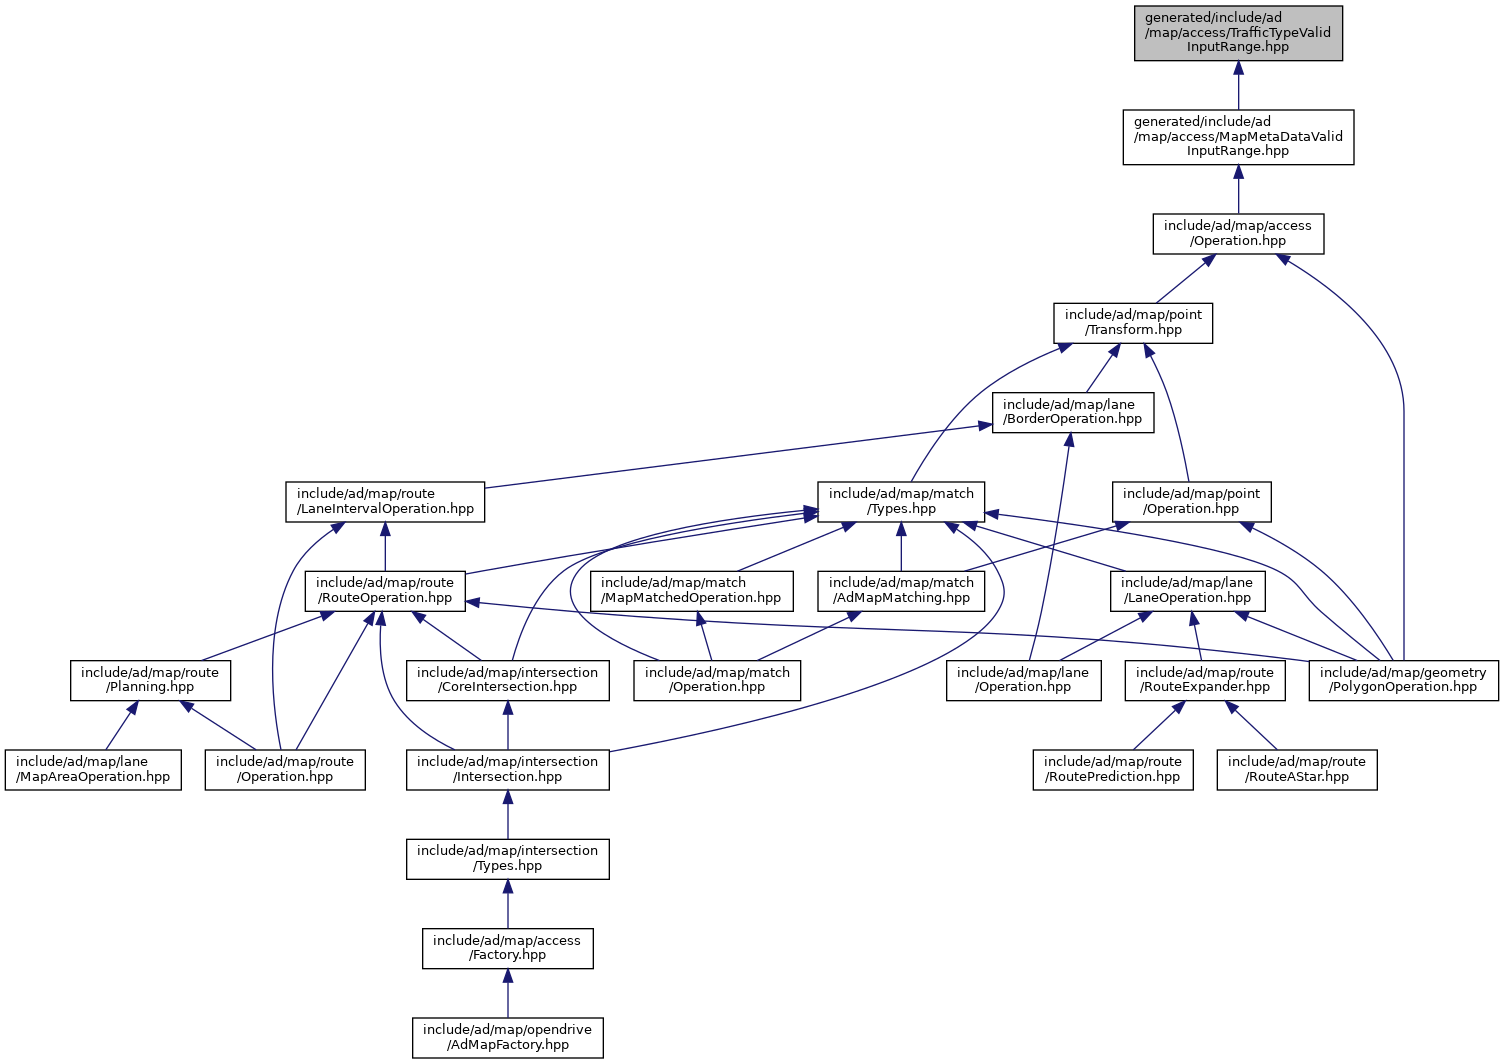 generated/include/ad
/map/access/TrafficTypeValid
InputRange.hpp
generated/include/ad
/map/access/MapMetaDataValid
InputRange.hpp
include/ad/map/access
/Operation.hpp
include/ad/map/point
/Transform.hpp
include/ad/map/lane
/BorderOperation.hpp
include/ad/map/route
/LaneIntervalOperation.hpp
include/ad/map/match
/Types.hpp
include/ad/map/point
/Operation.hpp
include/ad/map/route
/RouteOperation.hpp
include/ad/map/match
/MapMatchedOperation.hpp
include/ad/map/match
/AdMapMatching.hpp
include/ad/map/lane
/LaneOperation.hpp
include/ad/map/route
/Planning.hpp
include/ad/map/intersection
/CoreIntersection.hpp
include/ad/map/match
/Operation.hpp
include/ad/map/lane
/Operation.hpp
include/ad/map/route
/RouteExpander.hpp
include/ad/map/geometry
/PolygonOperation.hpp
include/ad/map/lane
/MapAreaOperation.hpp
include/ad/map/route
/Operation.hpp
include/ad/map/intersection
/Intersection.hpp
include/ad/map/route
/RoutePrediction.hpp
include/ad/map/route
/RouteAStar.hpp
include/ad/map/intersection
/Types.hpp
include/ad/map/access
/Factory.hpp
include/ad/map/opendrive
/AdMapFactory.hpp